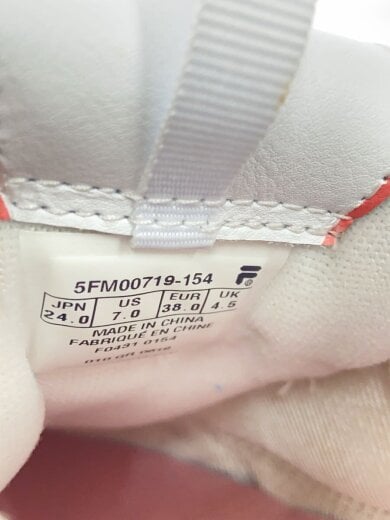 5FM00719-154
JPN US EUR UK
24.0 7.0 38.0 4.5
MADE IN CHINA
FABRIQUÉ EN CHINE
F0431 0154